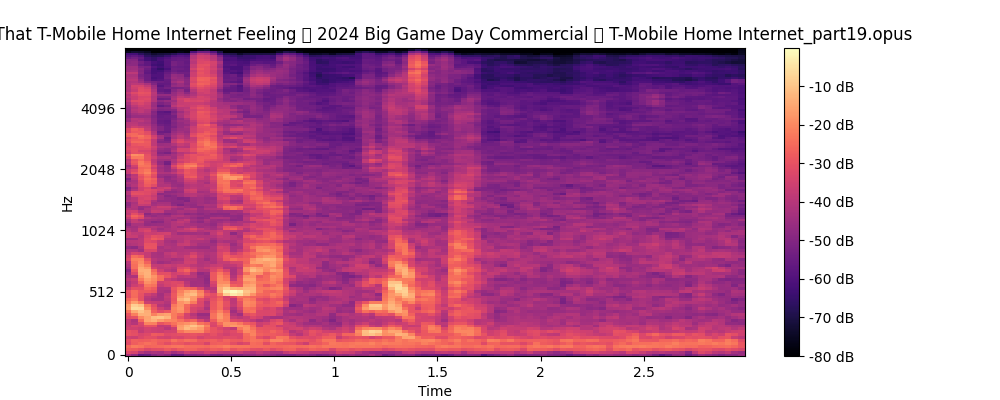 That T-Mobile Home Internet Feeling 2024 Big Game Day Commercial T-Mobile Home Internet_part19.opus
4096
2048
1024
512
0
Hz
0
0.5
1
1.5
2
2.5
Time
-10 dB
-20 dB
-30 dB
-40 dB
-50 dB
-60 dB
-70 dB
-80 dB